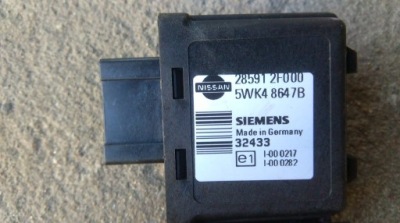 NISSAN
28591 2F000
5WK4 8647B
SIEMENS
Made in Germany
32433
e1
I-00 0217
I-00 0282